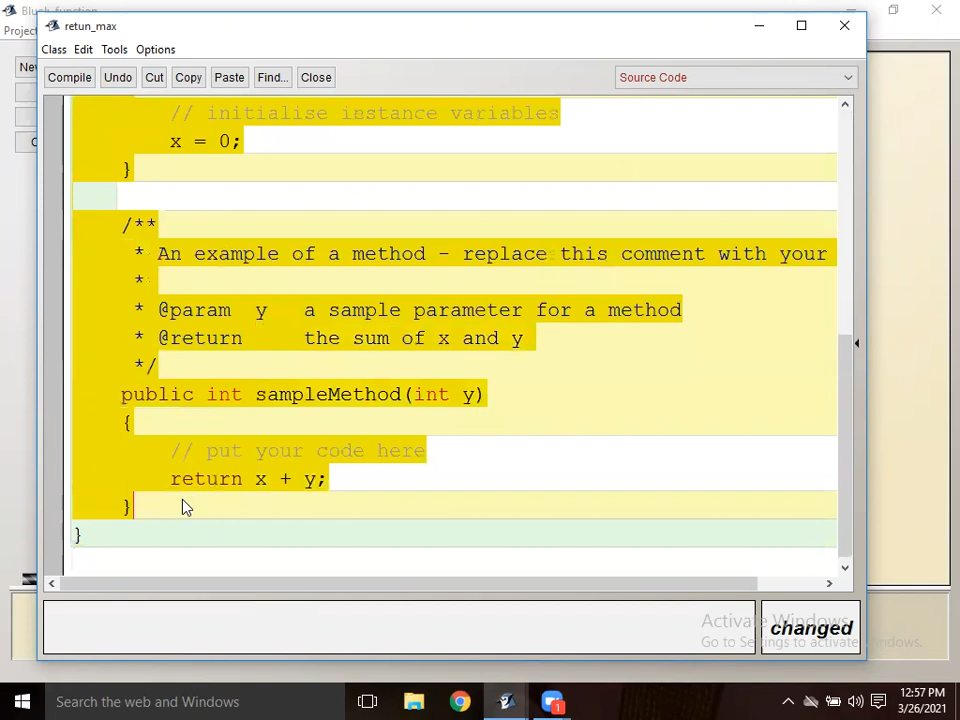 Blush_function
retun_max
Class Edit Tools Options
Compile Undo Cut Copy Paste Find... Close Source Code
// initialise instance variables
x = 0;
}
/**
* An example of a method - replace this comment with your
*
* @param y a sample parameter for a method
* @return the sum of x and y
*/
public int sampleMethod(int y)
{
// put your code here
return x + y;
}
}
changed
Activate Windows
Go to Settings to activate Windows.
Search the web and Windows
1
12:57 PM
3/26/2021